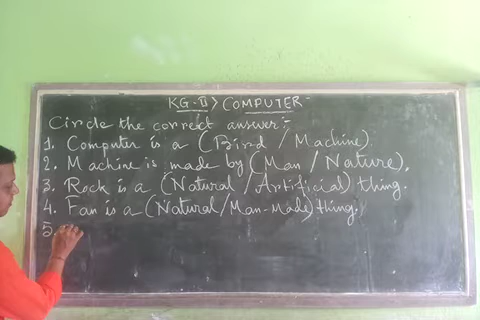 KG-II > COMPUTER-
Circle the correct answer:-
1. Computer is a (Bird / Machine).
2. Machine is made by (Man / Nature).
3. Rock is a (Natural / Artificial) thing.
4. Fan is a (Natural / Man-Made) thing.
5.